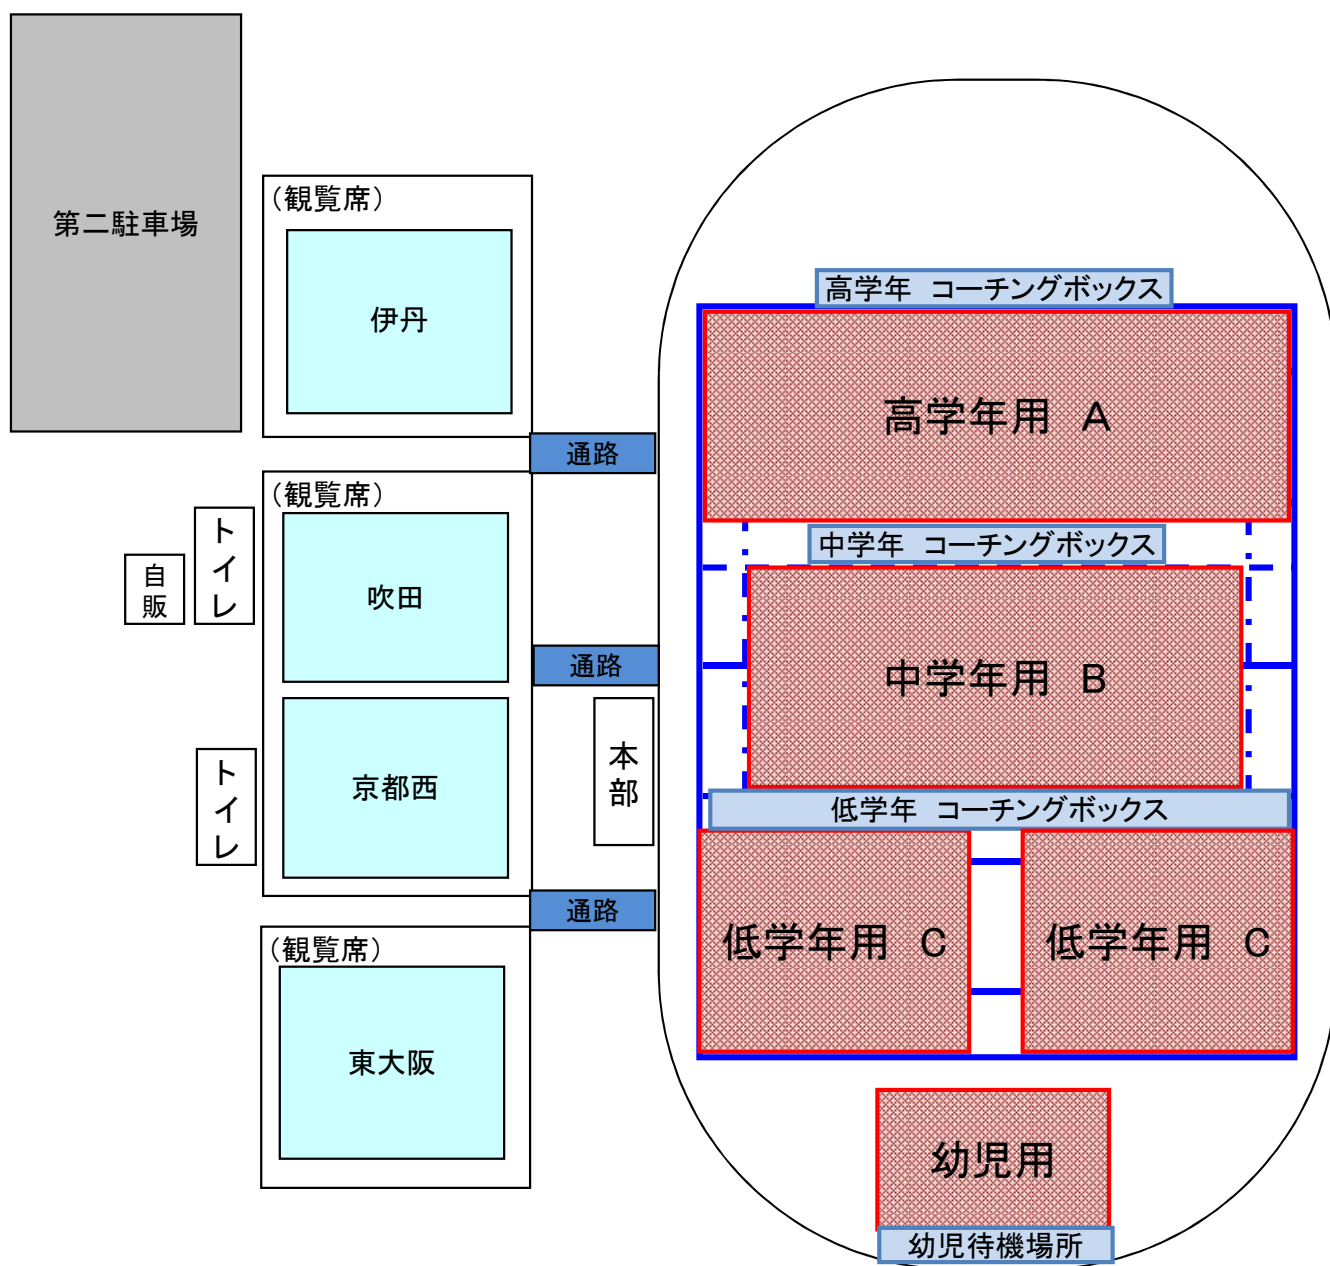 第二駐車場
（観覧席）
伊丹
通路
（観覧席）
吹田
トイレ
自販
通路
京都西
トイレ
本部
通路
（観覧席）
東大阪
高学年 コーチングボックス
高学年用 A
中学年 コーチングボックス
中学年用 B
低学年 コーチングボックス
低学年用 C
低学年用 C
幼児用
幼児待機場所